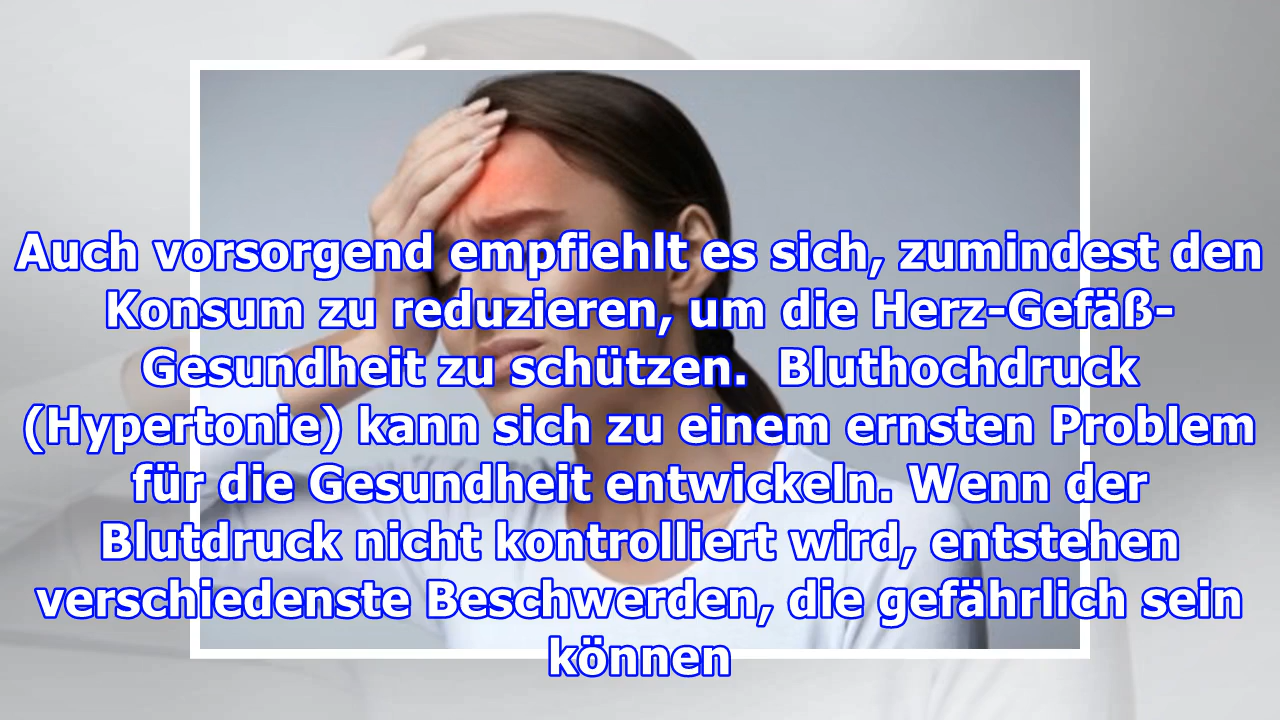 Auch vorsorgend empfiehlt es sich, zumindest den
Konsum zu reduzieren, um die Herz-Gefäß-
Gesundheit zu schützen.  Bluthochdruck
(Hypertonie) kann sich zu einem ernsten Problem
für die Gesundheit entwickeln. Wenn der
Blutdruck nicht kontrolliert wird, entstehen
verschiedenste Beschwerden, die gefährlich sein
können